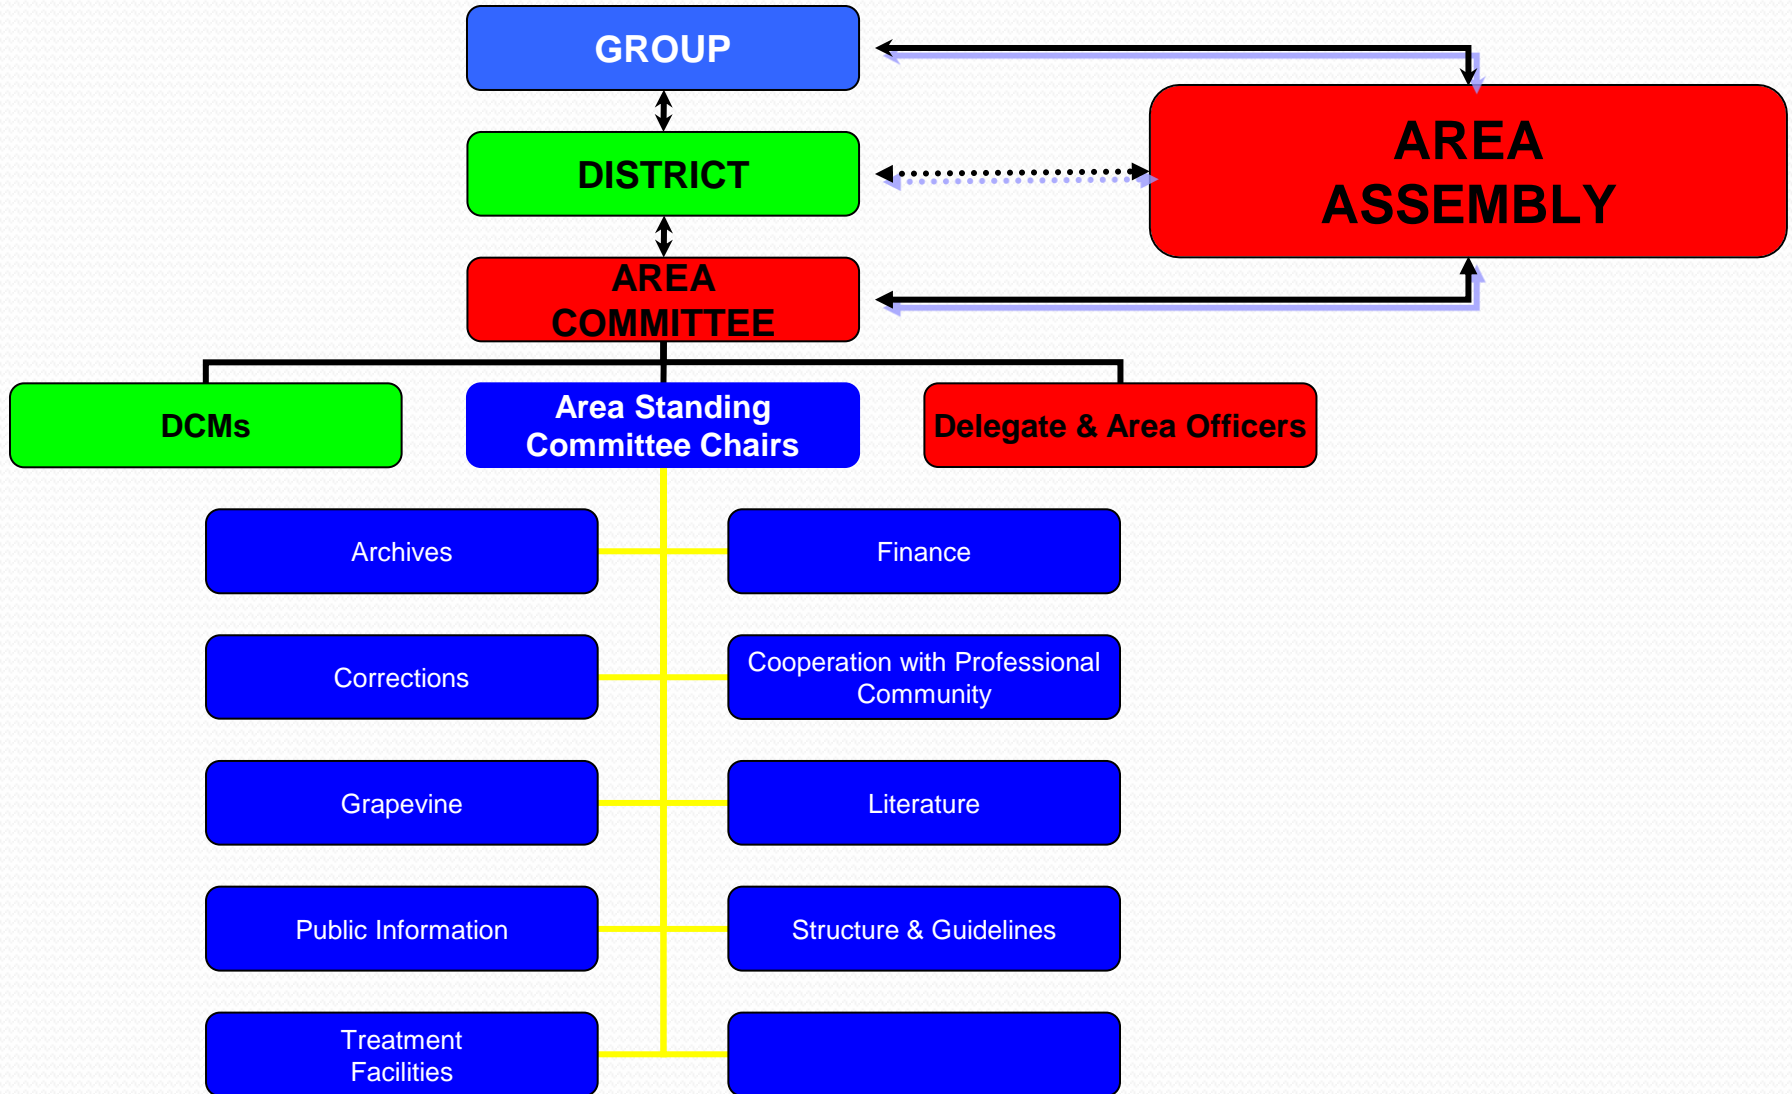 GROUP
AREA
ASSEMBLY
DISTRICT
AREA
COMMITTEE
DCMs
Area Standing
Committee Chairs
Delegate & Area Officers
Archives
Finance
Corrections
Cooperation with Professional
Community
Grapevine
Literature
Public Information
Structure & Guidelines
Treatment
Facilities